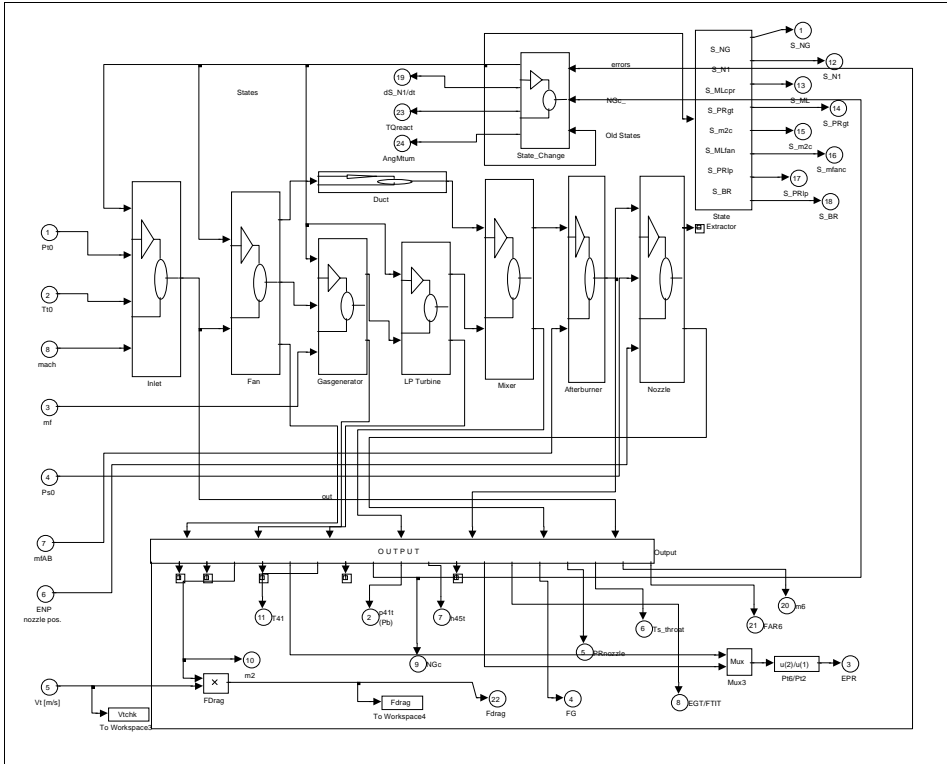 1
S_NG
errors
S_NG
12
S_N1
S_N1
States
19
dS_N1/dt
NGc_
S_MLcpr
13
S_ML
S_PRgt
14
S_PRgt
23
TQreact
Old States
S_m2c
15
S_m2c
24
AngMtum
State_Change
S_MLfan
16
S_mfanc
S_PRlp
17
S_PRlp
S_BR
18
S_BR
State
Extractor
Duct
1
Pt0
2
Tt0
8
mach
Inlet
Fan
Gasgenerator
LP Turbine
Mixer
Afterburner
Nozzle
3
mf
4
Ps0
out
7
mfAB
O U T P U T
Output
6
ENP
nozzle pos.
11
T41
2
p41t
(Pb)
7
h45t
20
m6
6
Ts_throat
21
FAR6
10
m2
9
NGc
5
PRnozzle
Mux
Mux3
u(2)/u(1)
Pt6/Pt2
3
EPR
5
Vt [m/s]
×
FDrag
Vtchk
To Workspace3
Fdrag
To Workspace4
22
Fdrag
4
FG
8
EGT/FTIT